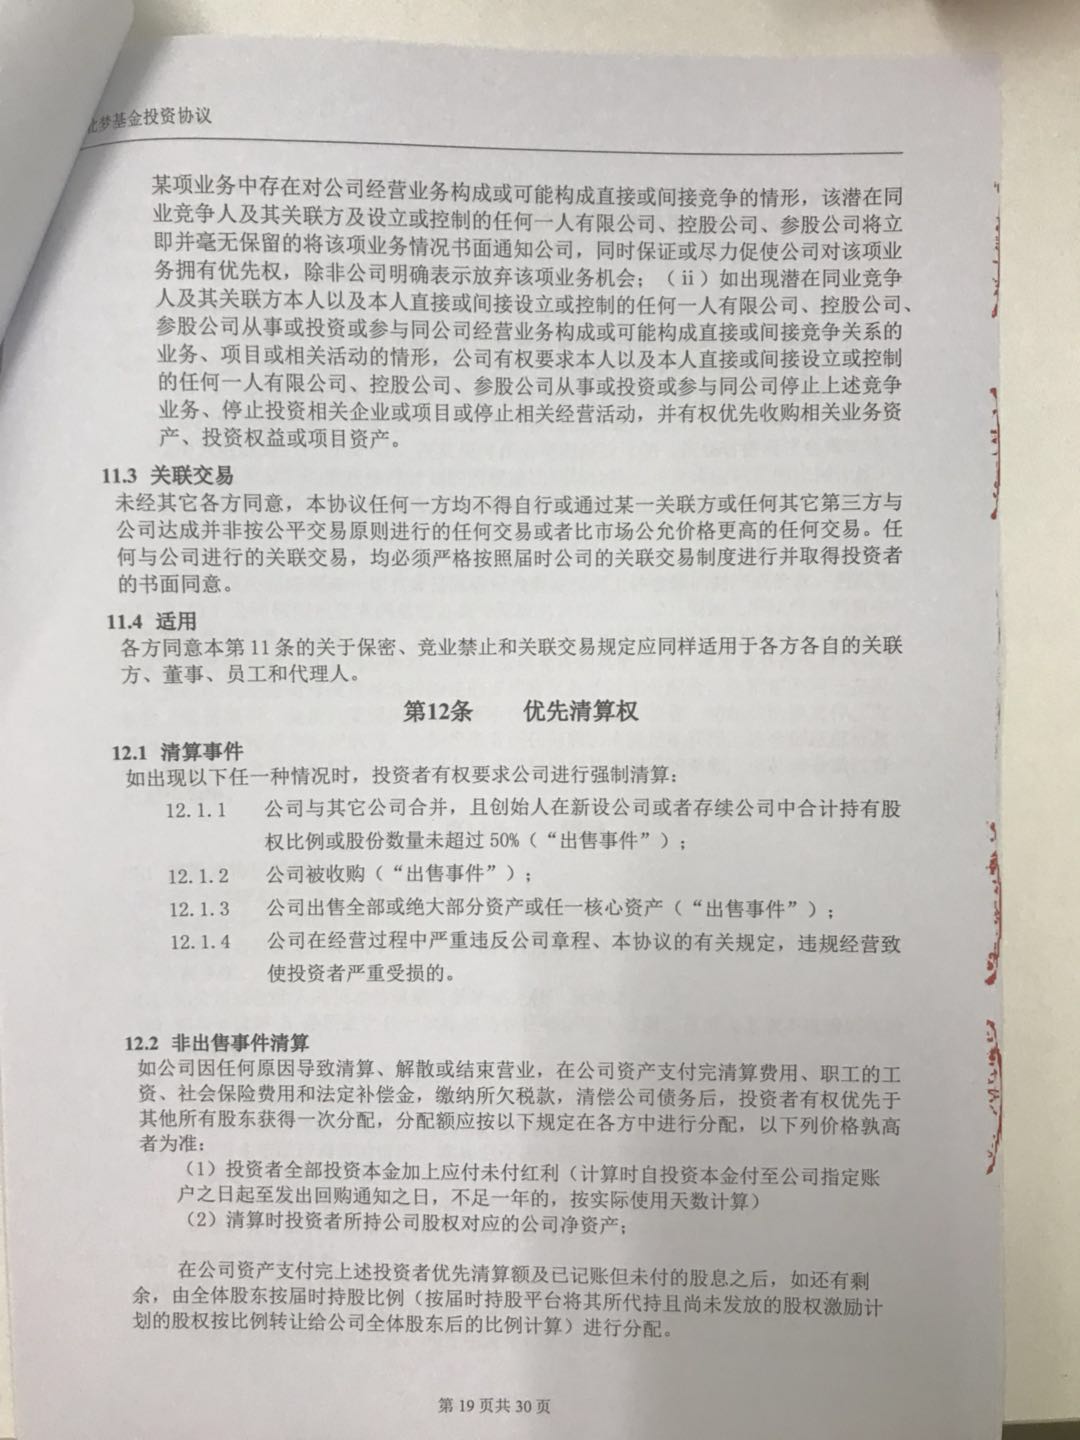 梦基金投资协议
某项业务中存在对公司经营业务构成或可能构成直接或间接竞争的情形，该潜在同
业竞争人及其关联方及设立或控制的任何一人有限公司、控股公司、参股公司将立
即并毫无保留的将该项业务情况书面通知公司，同时保证或尽力促使公司对该项业
务拥有优先权，除非公司明确表示放弃该项业务机会；（ii）如出现潜在同业竞争
人及其关联方本人以及本人直接或间接设立或控制的任何一人有限公司、控股公司、
参股公司从事或投资或参与同公司经营业务构成或可能构成直接或间接竞争关系的
业务、项目或相关活动的情形，公司有权要求本人以及本人直接或间接设立或控制
的任何一人有限公司、控股公司、参股公司从事或投资或参与同公司停止上述竞争
业务、停止投资相关企业或项目或停止相关经营活动，并有权优先收购相关业务资
产、投资权益或项目资产。
11.3 关联交易
未经其它各方同意，本协议任何一方均不得自行或通过某一关联方或任何其它第三方与
公司达成并非按公平交易原则进行的任何交易或者比市场公允价格更高的任何交易。任
何与公司进行的关联交易，均必须严格按照届时公司的关联交易制度进行并取得投资者
的书面同意。
11.4 适用
各方同意本第 11 条的关于保密、竞业禁止和关联交易规定应同样适用于各方各自的关联
方、董事、员工和代理人。
第12条 优先清算权
12.1 清算事件
如出现以下任一种情况时，投资者有权要求公司进行强制清算：
12.1.1 公司与其它公司合并，且创始人在新设公司或者存续公司中合计持有股
权比例或股份数量未超过 50%（“出售事件”）；
12.1.2 公司被收购（“出售事件”）；
12.1.3 公司出售全部或绝大部分资产或任一核心资产（“出售事件”）；
12.1.4 公司在经营过程中严重违反公司章程、本协议的有关规定，违规经营致
使投资者严重受损的。
12.2 非出售事件清算
如公司因任何原因导致清算、解散或结束营业，在公司资产支付完清算费用、职工的工
资、社会保险费用和法定补偿金，缴纳所欠税款，清偿公司债务后，投资者有权优先于
其他所有股东获得一次分配，分配额应按以下规定在各方中进行分配，以下列价格孰高
者为准：
（1）投资者全部投资本金加上应付未付红利（计算时自投资本金付至公司指定账
户之日起至发出回购通知之日，不足一年的，按实际使用天数计算）
（2）清算时投资者所持公司股权对应的公司净资产；
在公司资产支付完上述投资者优先清算额及已记账但未付的股息之后，如还有剩
余，由全体股东按届时持股比例（按届时持股平台将其所代持且尚未发放的股权激励计
划的股权按比例转让给公司全体股东后的比例计算）进行分配。
第 19 页共 30 页